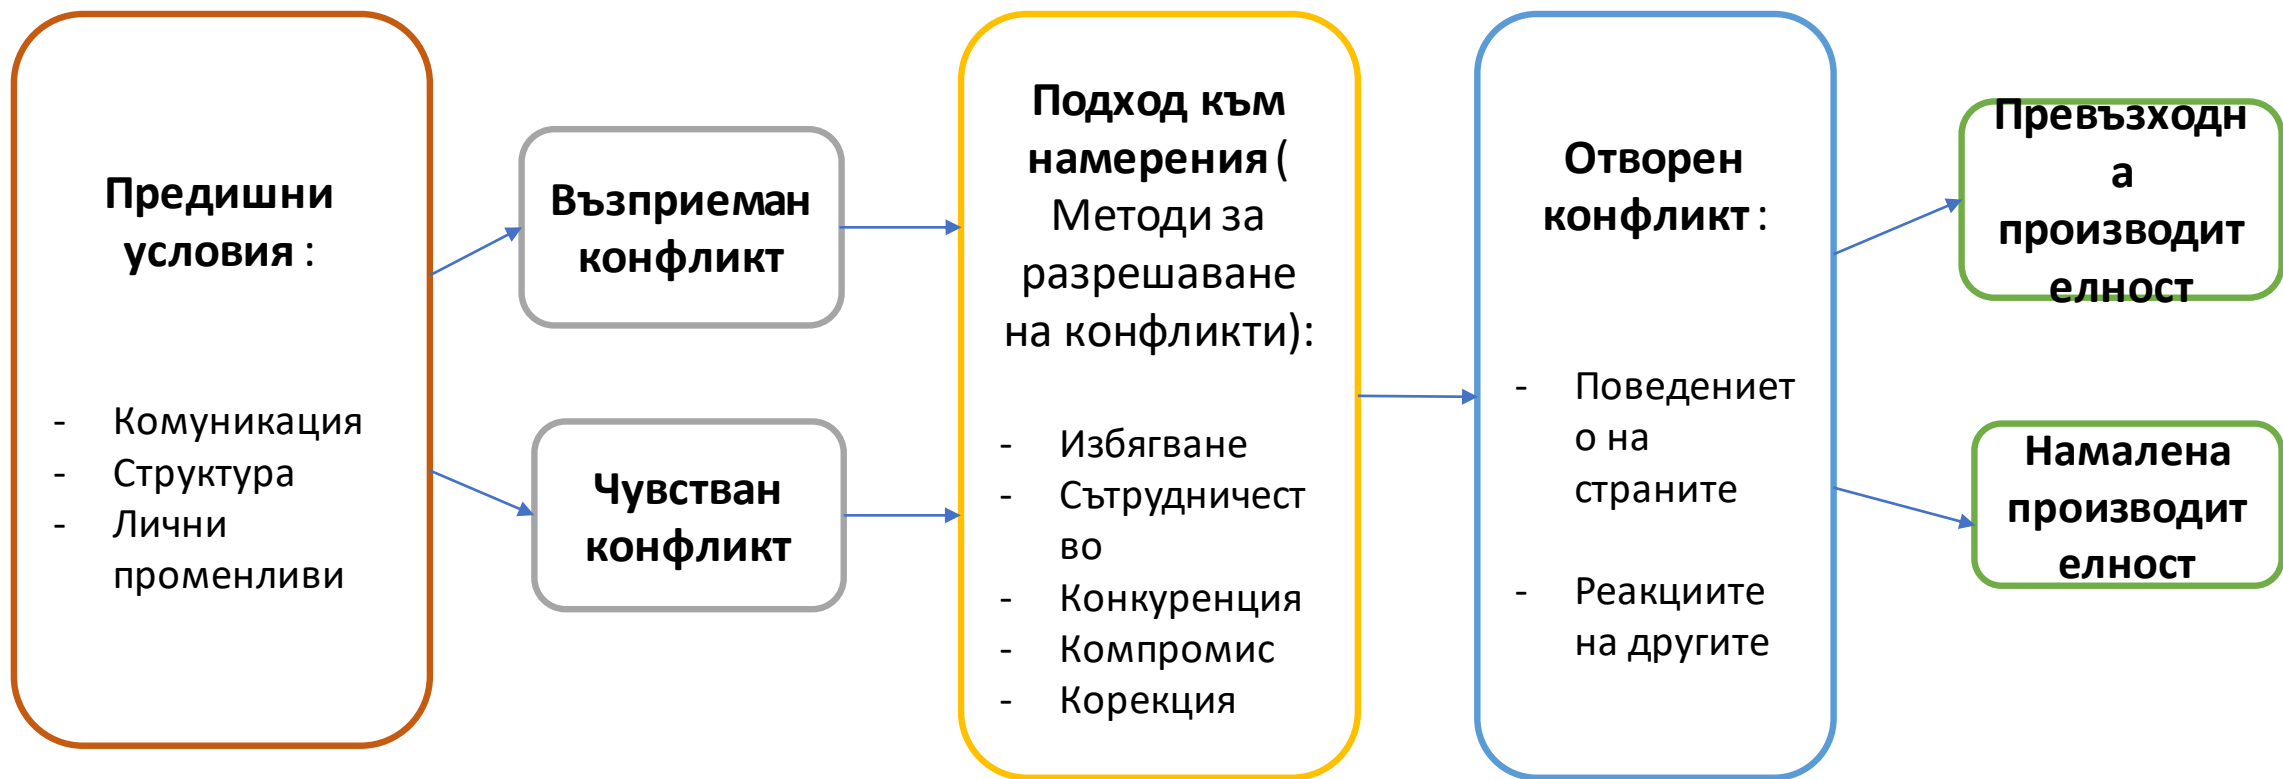 Предишни
условия :
- Комуникация
- Структура
- Лични
променливи
Възприеман
конфликт
Чувстван
конфликт
Подход към
намерения (
Методи за
разрешаване
на конфликти):
- Избягване
- Сътрудничест
во
- Конкуренция
- Компромис
- Корекция
Отворен
конфликт :
- Поведениет
о на
страните
- Реакциите
на другите
Превъзходн
а
производит
елност
Намалена
производит
елност